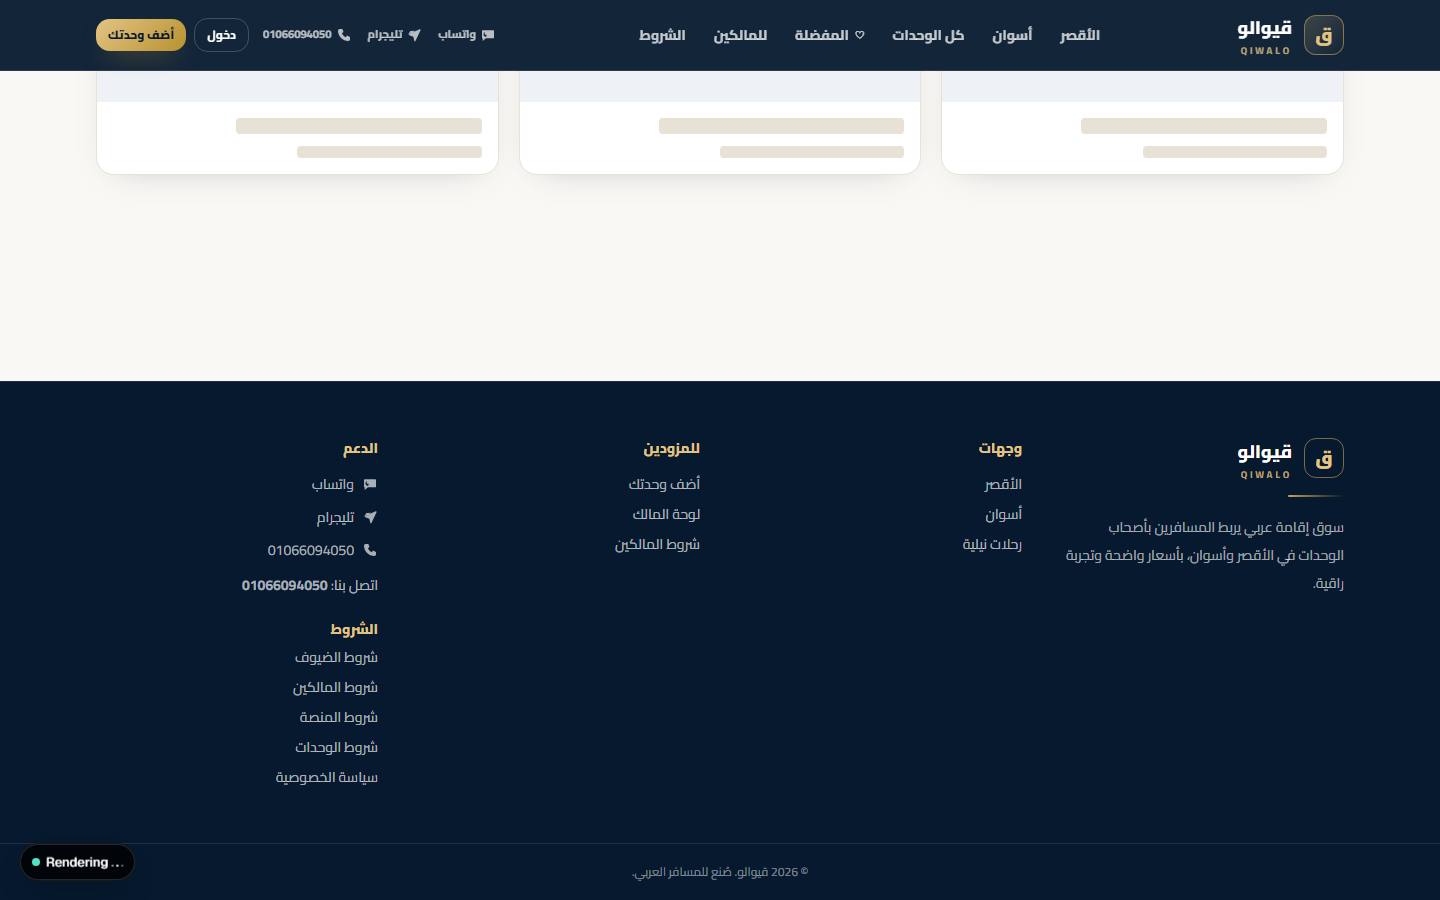 ق
قيوالو
QIWALO
الأقصر
أسوان
كل الوحدات
المفضلة
للمالكين
الشروط
واتساب
تليجرام
01066094050
دخول
أضف وحدتك
ق
قيوالو
QIWALO
سوق إقامة عربي يربط المسافرين بأصحاب
الوحدات في الأقصر وأسوان، بأسعار واضحة وتجربة
راقية.
وجهات
الأقصر
أسوان
رحلات نيلية
للمزودين
أضف وحدتك
لوحة المالك
شروط المالكين
الدعم
واتساب
تليجرام
01066094050
اتصل بنا: 01066094050
الشروط
شروط الضيوف
شروط المالكين
شروط المنصة
شروط الوحدات
سياسة الخصوصية
© 2026 قيوالو. صُنع للمسافر العربي.
Rendering ...